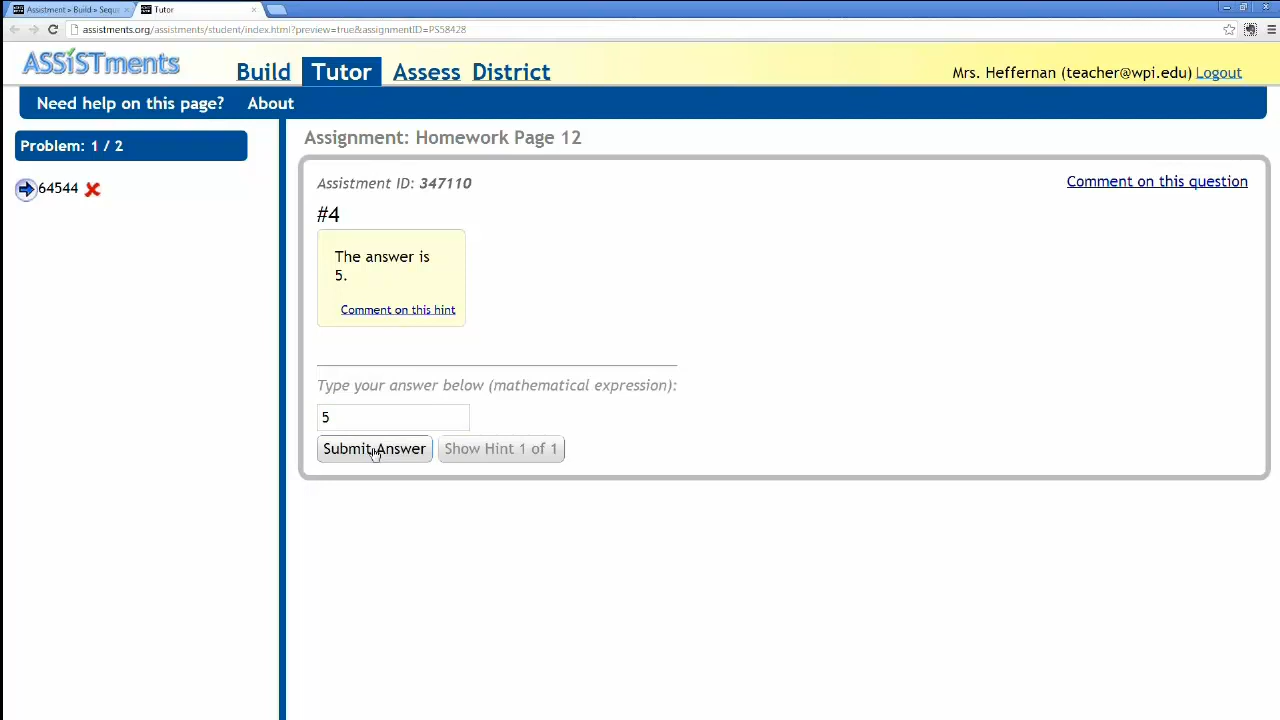 Assistment » Build » Seque
Tutor
assistments.org/assistments/student/index.html?preview=true&assignmentID=PS58428
ASSiSTments
Build Tutor Assess District
Mrs. Heffernan (teacher@wpi.edu) Logout
Need help on this page? About
Problem: 1 / 2
64544
Assignment: Homework Page 12
Assistment ID: 347110
Comment on this question
#4
The answer is
5.
Comment on this hint
Type your answer below (mathematical expression):
5
Submit Answer Show Hint 1 of 1